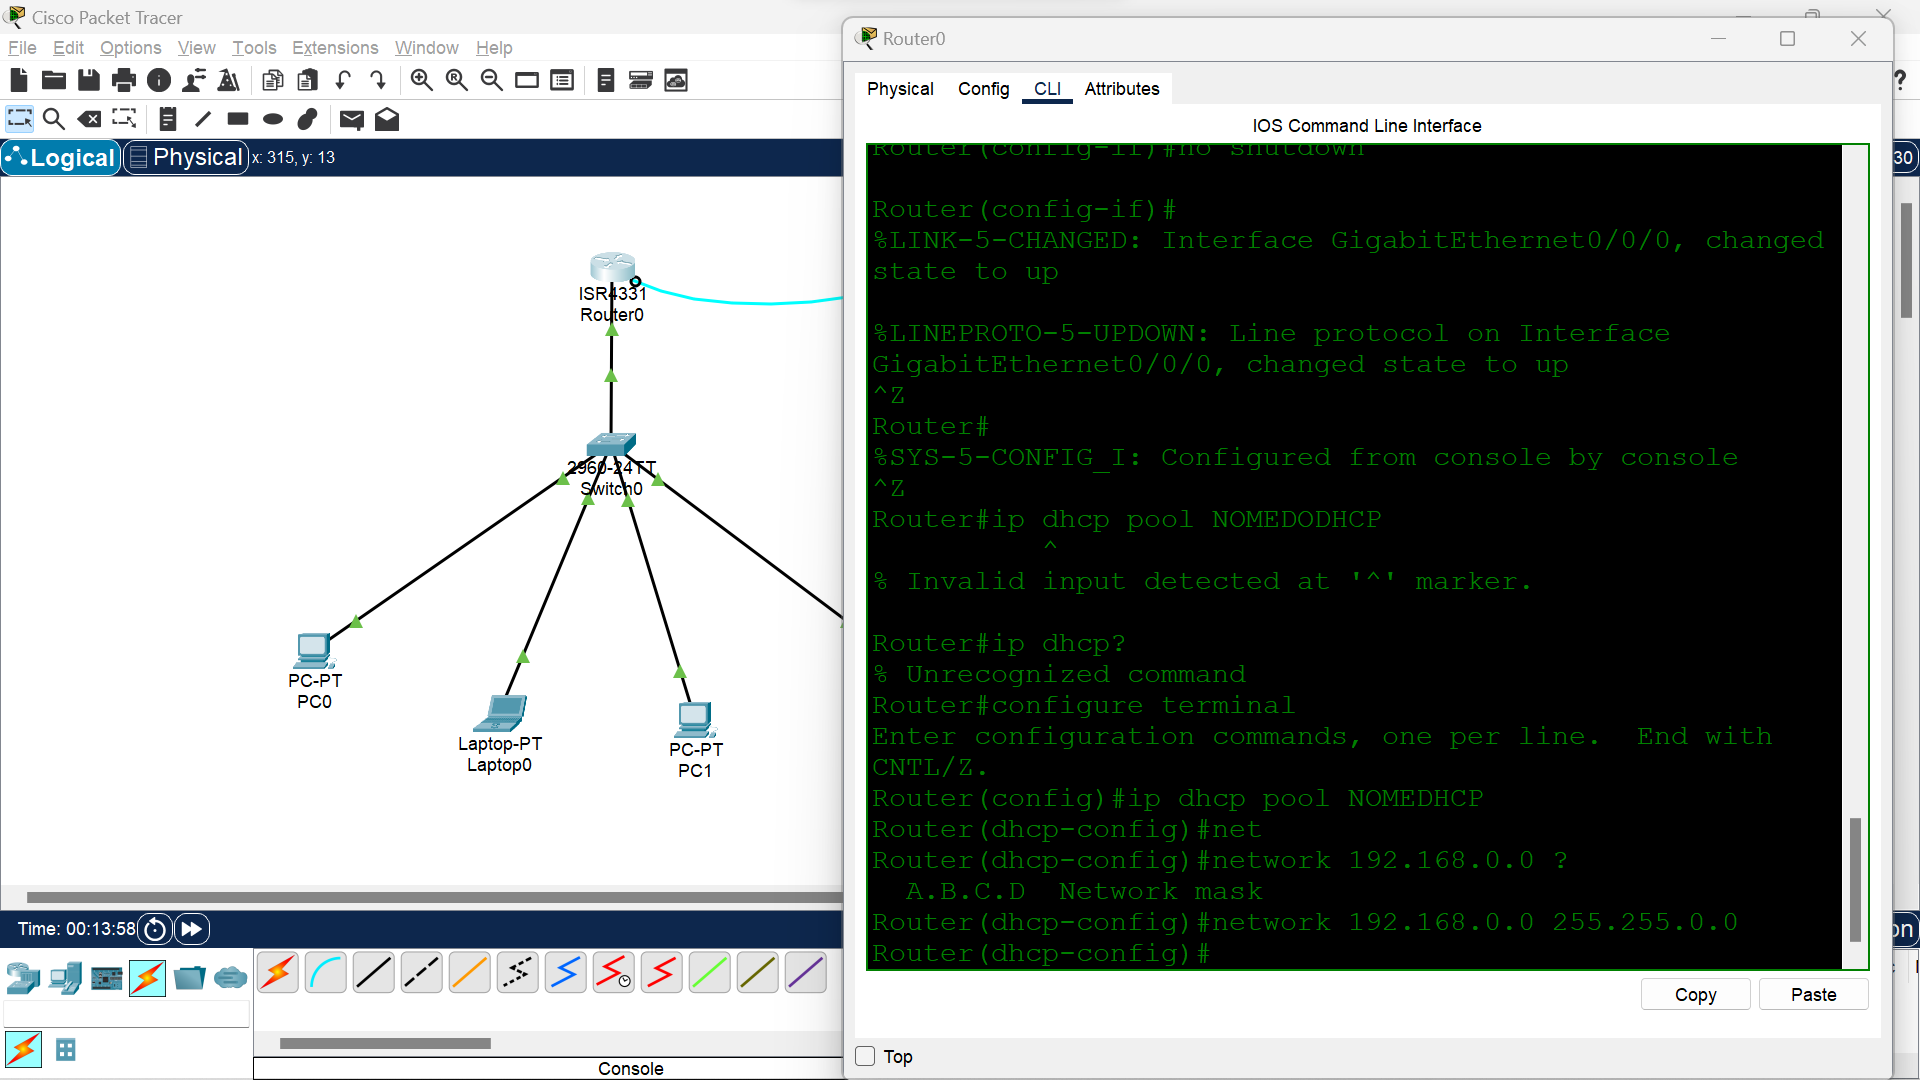 Cisco Packet Tracer
File Edit Options View Tools Extensions Window Help
Logical Physical x: 315, y: 13
ISR4331
Router0
2960-24TT
Switch0
PC-PT
PC0
Laptop-PT
Laptop0
PC-PT
PC1
Time: 00:13:58
Console
Router0
Physical Config CLI Attributes
IOS Command Line Interface
Router(config-if)#no shutdown
Router(config-if)#
%LINK-5-CHANGED: Interface GigabitEthernet0/0/0, changed
state to up
%LINEPROTO-5-UPDOWN: Line protocol on Interface
GigabitEthernet0/0/0, changed state to up
^Z
Router#
%SYS-5-CONFIG_I: Configured from console by console
^Z
Router#ip dhcp pool NOMEDODHCP
^
% Invalid input detected at '^' marker.
Router#ip dhcp?
% Unrecognized command
Router#configure terminal
Enter configuration commands, one per line.  End with
CNTL/Z.
Router(config)#ip dhcp pool NOMEDHCP
Router(dhcp-config)#net
Router(dhcp-config)#network 192.168.0.0 ?
A.B.C.D  Network mask
Router(dhcp-config)#network 192.168.0.0 255.255.0.0
Router(dhcp-config)#
Copy Paste
Top
?
30
on